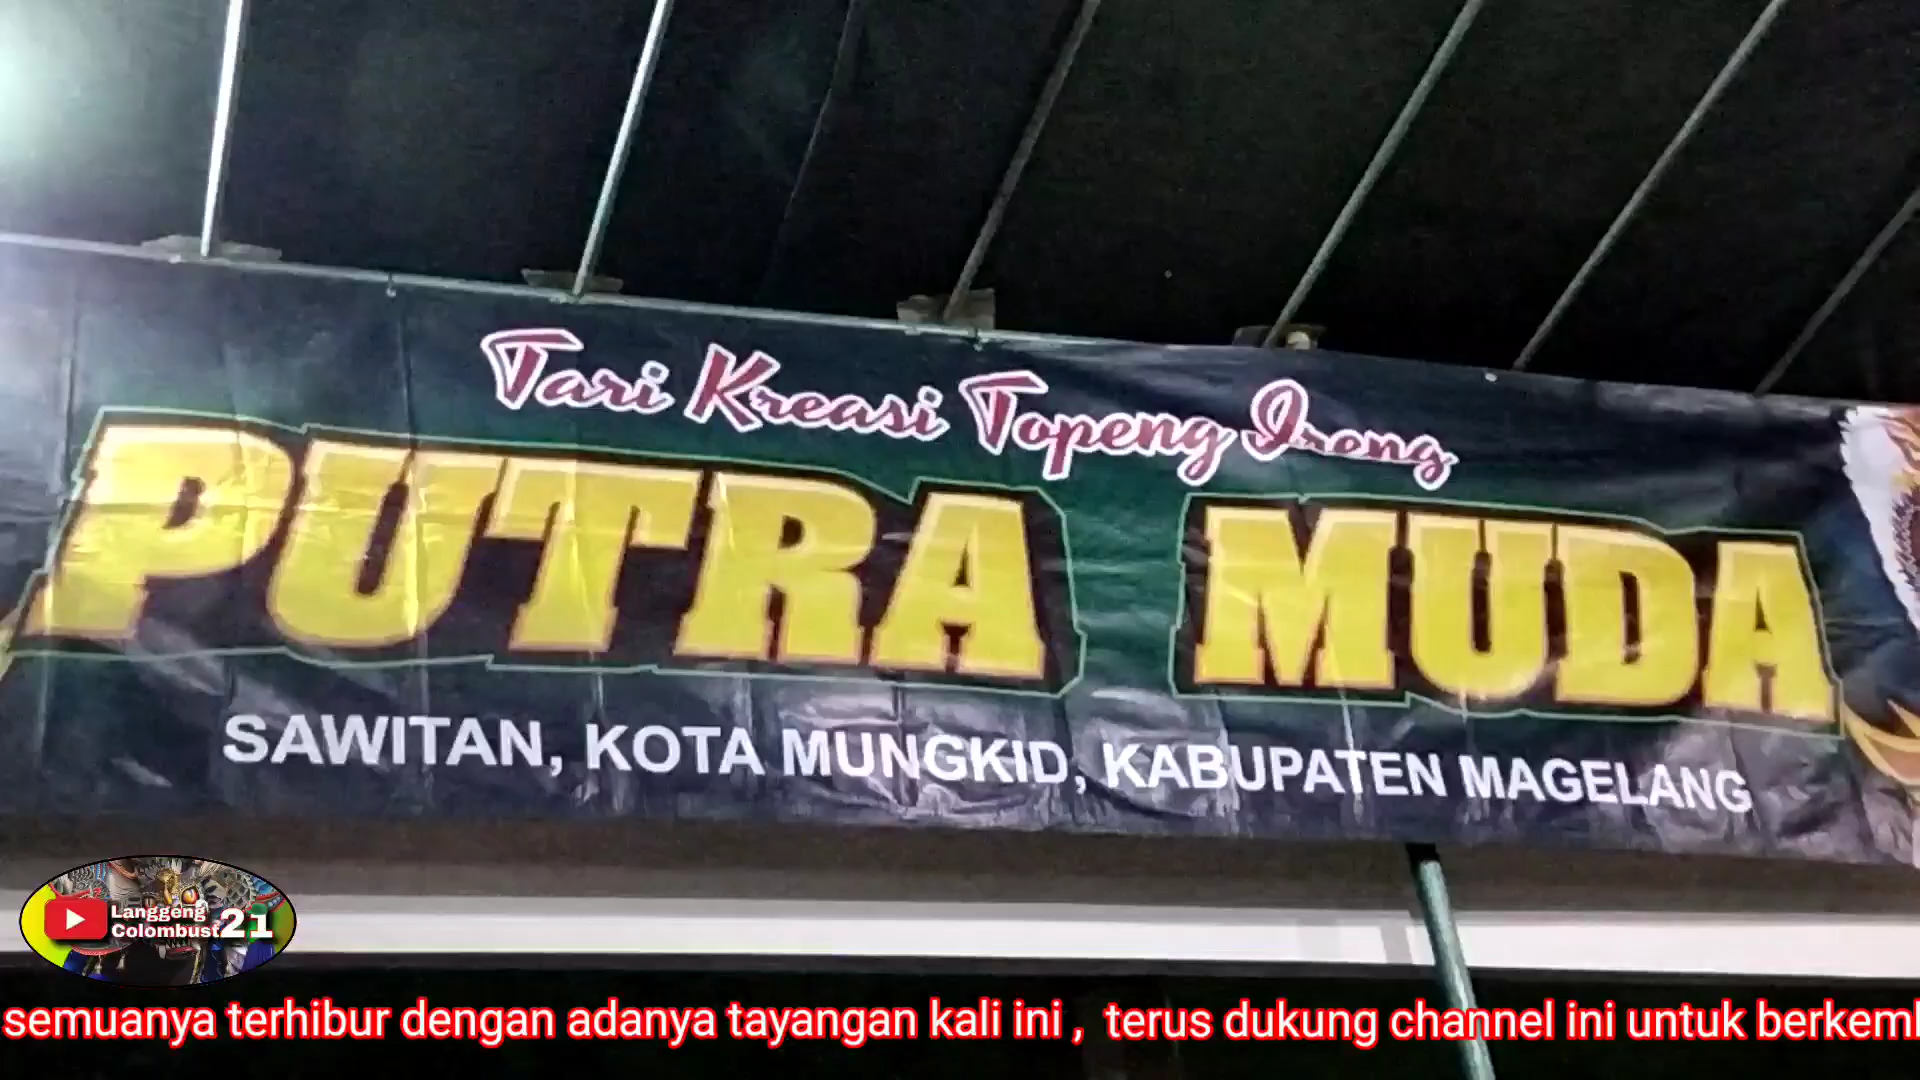 Tari Kreasi Topeng Ireng
PUTRA MUDA
SAWITAN, KOTA MUNGKID, KABUPATEN MAGELANG
Langgeng
Colombust 21
semuanya terhibur dengan adanya tayangan kali ini , terus dukung channel ini untuk